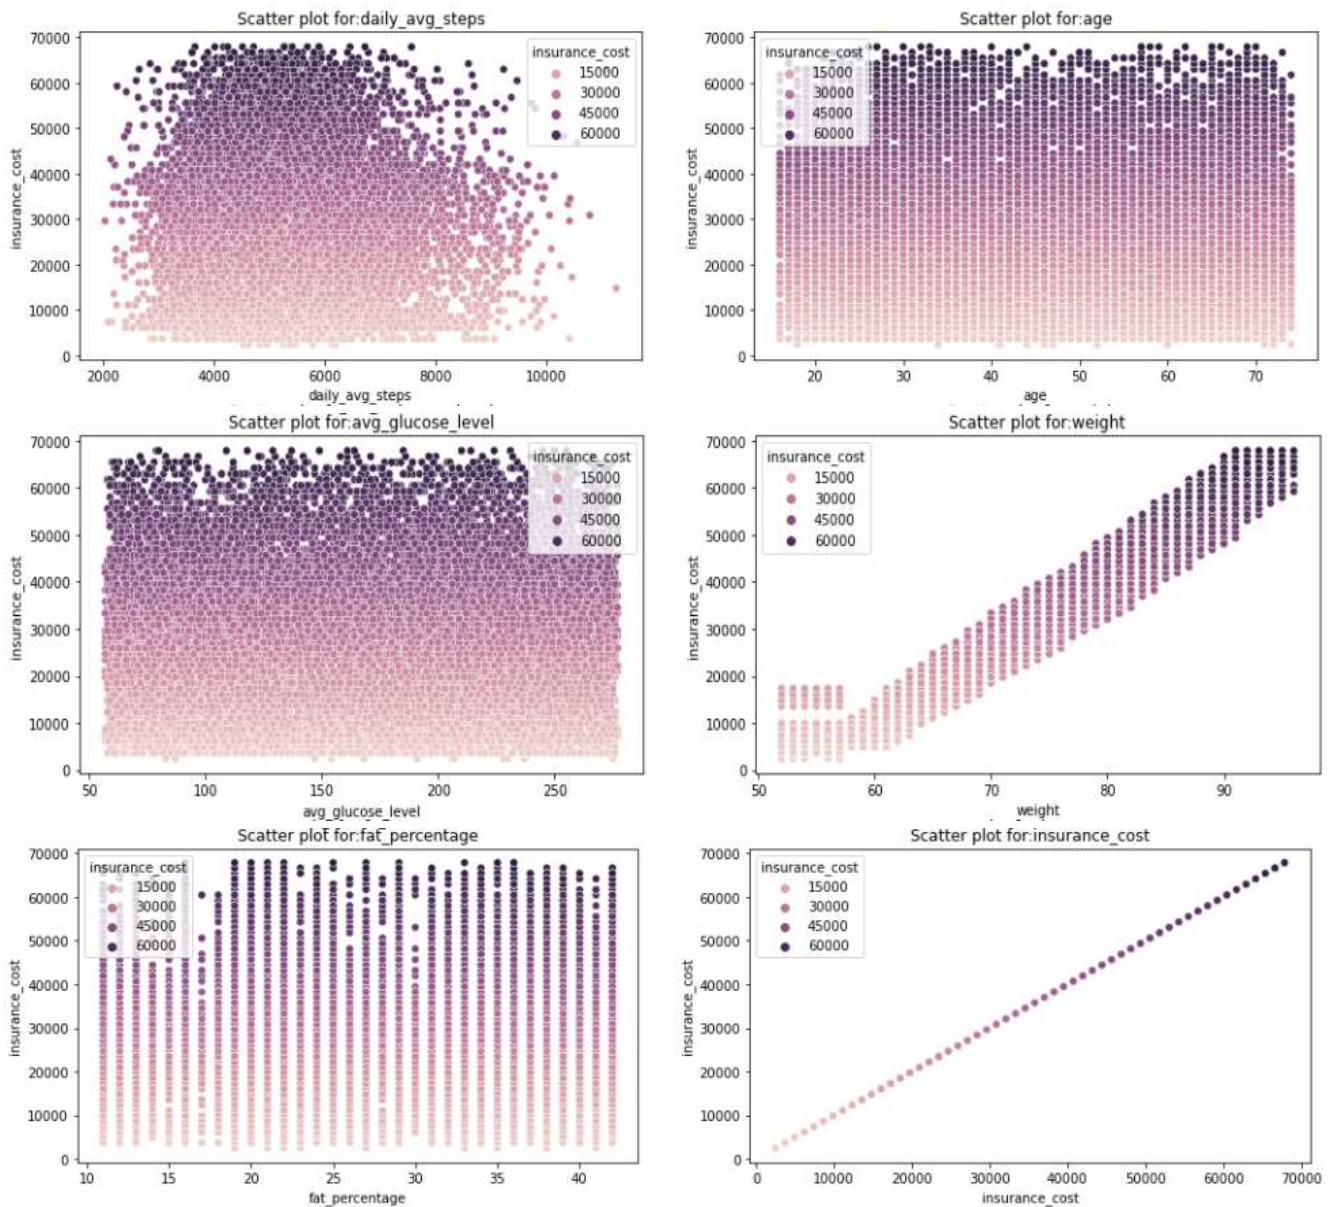 Scatter plot for:daily_avg_steps
insurance_cost
70000
60000
50000
40000
30000
20000
10000
0
insurance_cost
15000
30000
45000
60000
2000 4000 6000 8000 10000
daily_avg_steps
Scatter plot for:age
insurance_cost
70000
60000
50000
40000
30000
20000
10000
0
insurance_cost
15000
30000
45000
60000
20 30 40 50 60 70
age
Scatter plot for:avg_glucose_level
insurance_cost
70000
60000
50000
40000
30000
20000
10000
0
insurance_cost
15000
30000
45000
60000
50 100 150 200 250
avg_glucose_level
Scatter plot for:weight
insurance_cost
70000
60000
50000
40000
30000
20000
10000
0
insurance_cost
15000
30000
45000
60000
50 60 70 80 90
weight
Scatter plot for:fat_percentage
insurance_cost
70000
60000
50000
40000
30000
20000
10000
0
insurance_cost
15000
30000
45000
60000
10 15 20 25 30 35 40
fat_percentage
Scatter plot for:insurance_cost
insurance_cost
70000
60000
50000
40000
30000
20000
10000
0
insurance_cost
15000
30000
45000
60000
0 10000 20000 30000 40000 50000 60000 70000
insurance_cost